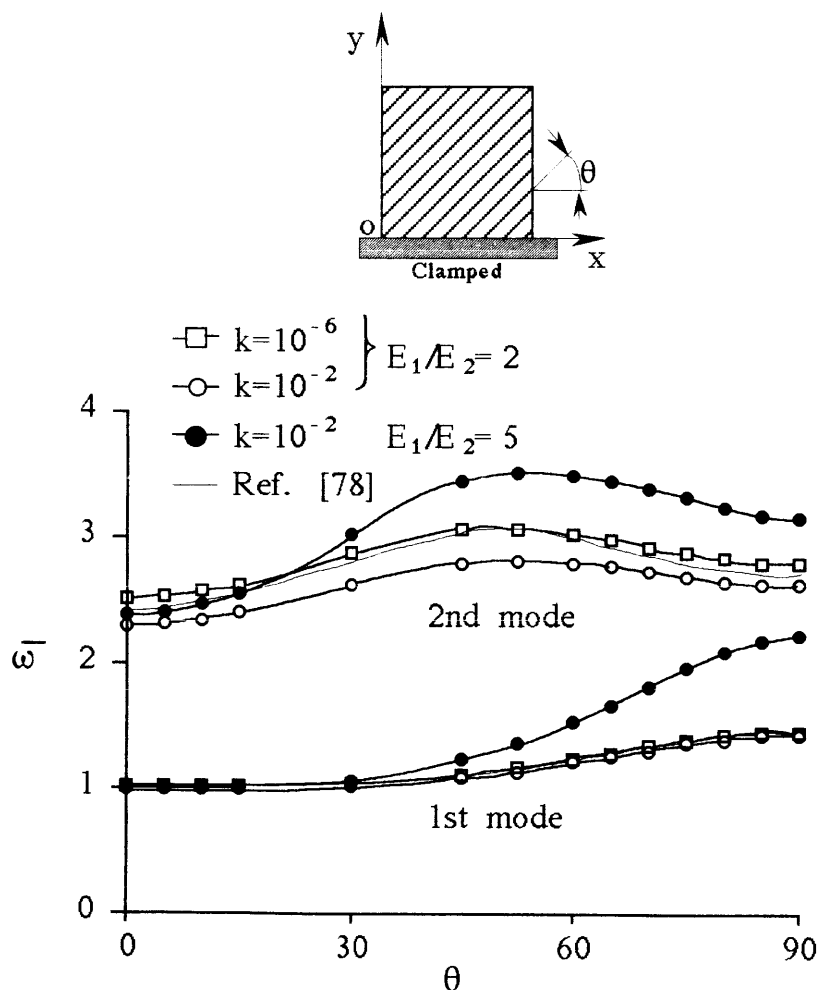 y
θ
o
x
Clamped
k=10⁻⁶
k=10⁻²
E₁/E₂= 2
k=10⁻² E₁/E₂= 5
Ref. [78]
4
3
2
1
0
ω̅
2nd mode
1st mode
0 30 60 90
θ